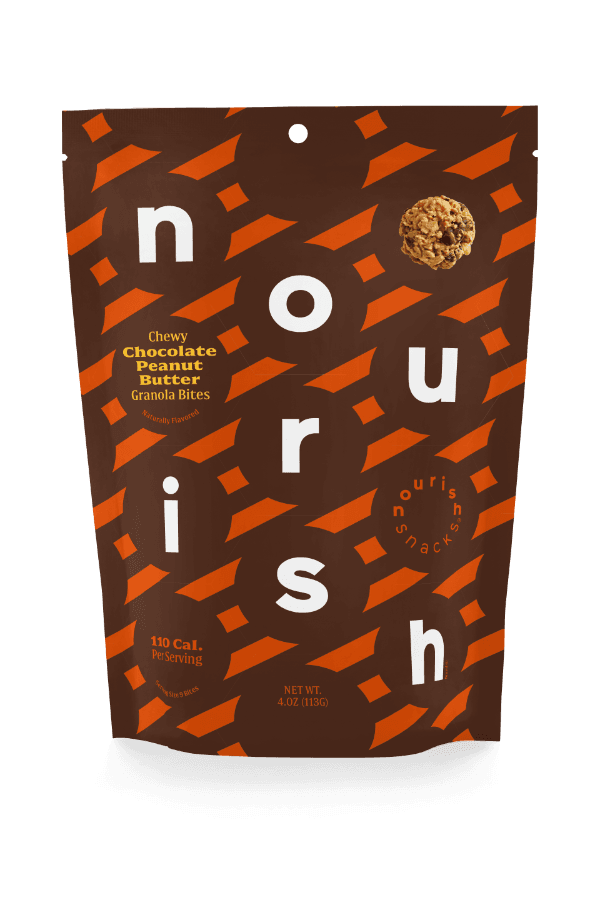 n
o
u
r
i
s
h
Chewy
Chocolate
Peanut
Butter
Granola Bites
Naturally Flavored
nourish
snacks®
110 Cal.
Per Serving
NET WT.
4.0Z (113G)